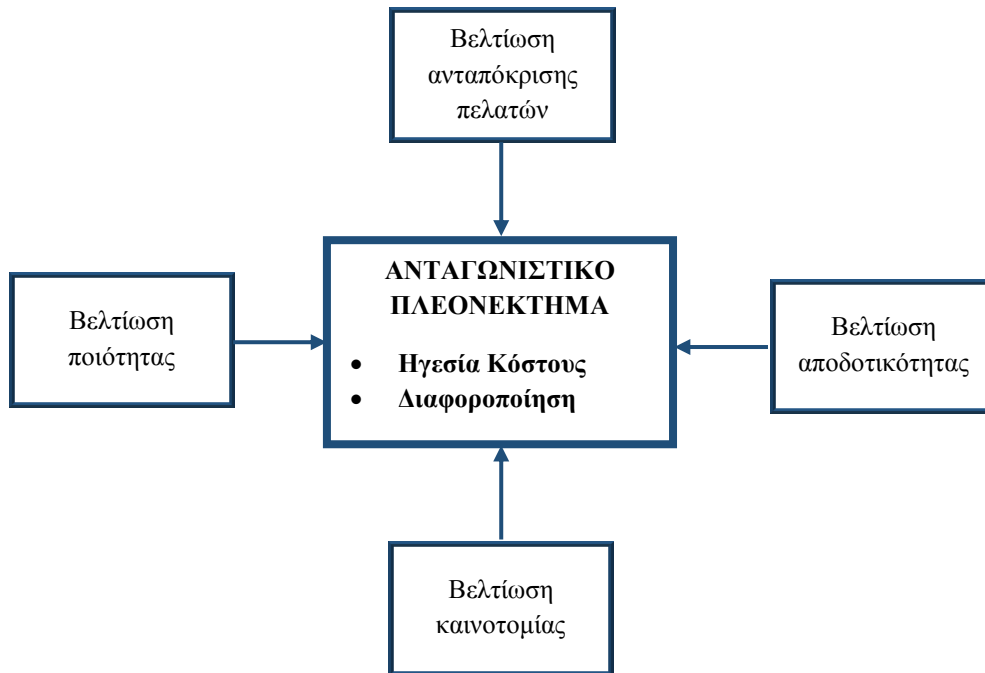 Βελτίωση
ανταπόκρισης
πελατών
ΑΝΤΑΓΩΝΙΣΤΙΚΟ
ΠΛΕΟΝΕΚΤΗΜΑ
• Ηγεσία Κόστους
• Διαφοροποίηση
Βελτίωση
ποιότητας
Βελτίωση
αποδοτικότητας
Βελτίωση
καινοτομίας